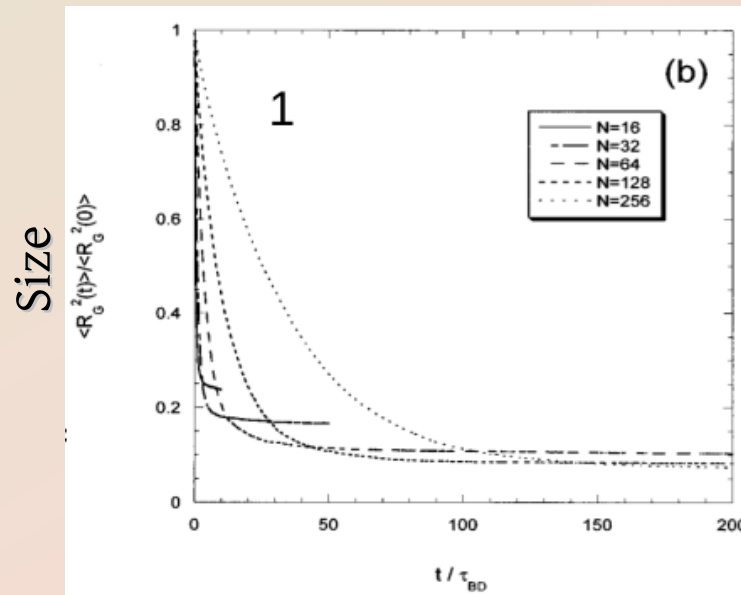 1
(b)
1
N=16
N=32
N=64
N=128
N=256
0.8
0.6
0.4
0.2
0
Size
<R_G^2(t)>/<R_G^2(0)>
0 50 100 150 200
t / τ_BD